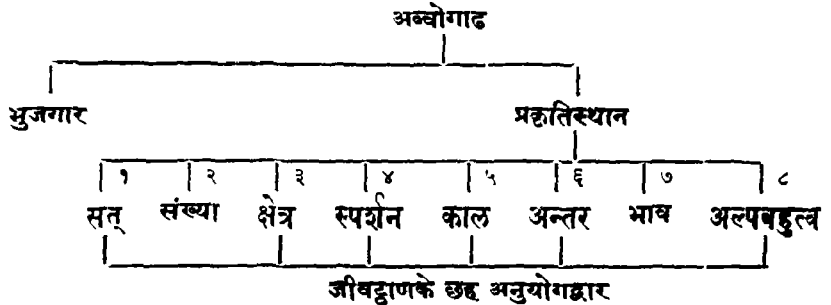 अव्वोगाढ
भुजगार प्रकृतिस्थान
१ २ ३ ४ ५ ६ ७ ८
सत् संख्या क्षेत्र स्पर्शन काल अन्तर भाव अल्पबहुत्व
जीवट्ठाणके छह अनुयोगद्वार